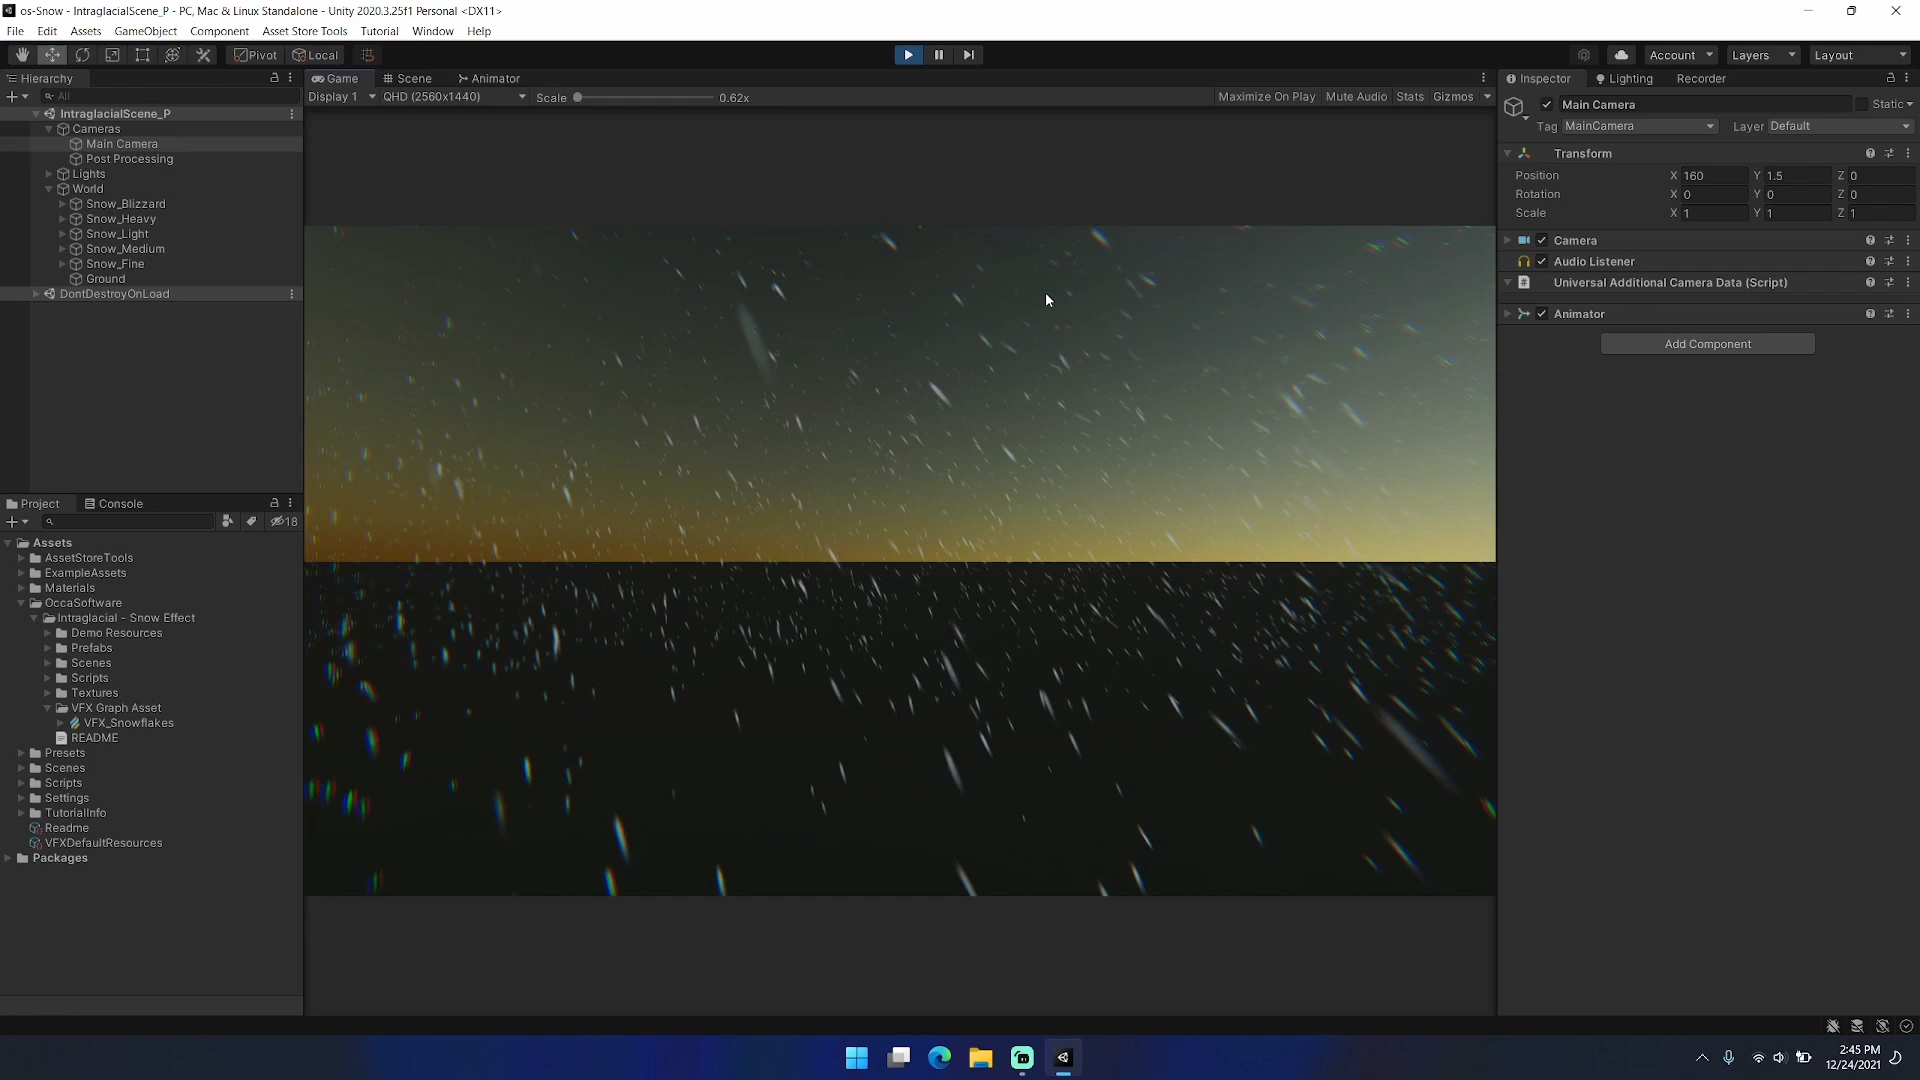 os-Snow - IntraglacialScene_P - PC, Mac & Linux Standalone - Unity 2020.3.25f1 Personal <DX11>
File Edit Assets GameObject Component Asset Store Tools Tutorial Window Help
Pivot Local Account Layers Layout
Hierarchy
All
IntraglacialScene_P
Cameras
Main Camera
Post Processing
Lights
World
Snow_Blizzard
Snow_Heavy
Snow_Light
Snow_Medium
Snow_Fine
Ground
DontDestroyOnLoad
Project Console
18
Assets
AssetStoreTools
ExampleAssets
Materials
OccaSoftware
Intraglacial - Snow Effect
Demo Resources
Prefabs
Scenes
Scripts
Textures
VFX Graph Asset
VFX_Snowflakes
README
Presets
Scenes
Scripts
Settings
TutorialInfo
Readme
VFXDefaultResources
Packages
Game Scene Animator
Display 1 QHD (2560x1440) Scale 0.62x Maximize On Play Mute Audio Stats Gizmos
Inspector Lighting Recorder
Main Camera Static
Tag MainCamera Layer Default
Transform
Position X 160 Y 1.5 Z 0
Rotation X 0 Y 0 Z 0
Scale X 1 Y 1 Z 1
Camera
Audio Listener
Universal Additional Camera Data (Script)
Animator
Add Component
2:45 PM
12/24/2021